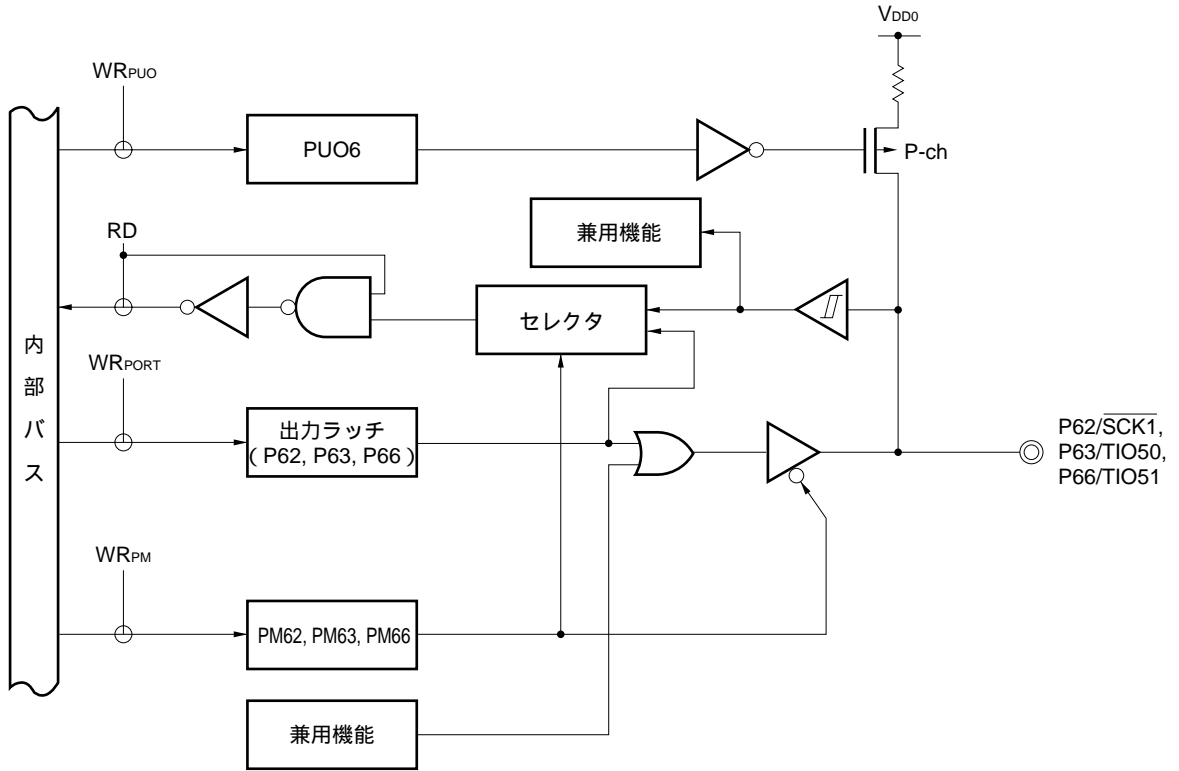 VDD0
WRPUO
PUO6
P-ch
兼用機能
RD
セレクタ
内部バス
WRPORT
出力ラッチ
( P62, P63, P66 )
P62/SCK1,
P63/TIO50,
P66/TIO51
WRPM
PM62, PM63, PM66
兼用機能